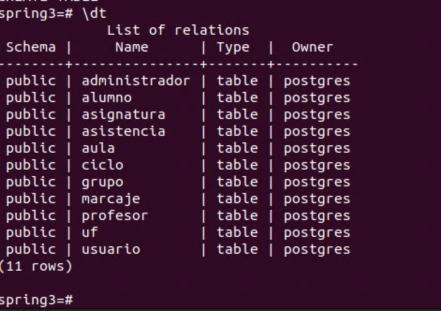 spring3=# \dt
List of relations
Schema | Name | Type | Owner
--------+---------------+-------+----------
public | administrador | table | postgres
public | alumno | table | postgres
public | asignatura | table | postgres
public | asistencia | table | postgres
public | aula | table | postgres
public | ciclo | table | postgres
public | grupo | table | postgres
public | marcaje | table | postgres
public | profesor | table | postgres
public | uf | table | postgres
public | usuario | table | postgres
(11 rows)
spring3=#